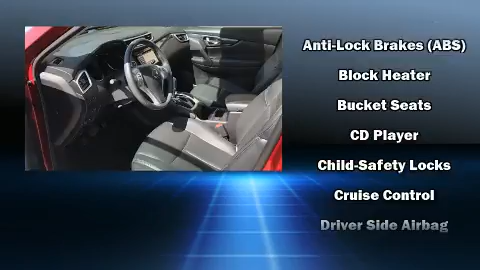 Anti-Lock Brakes (ABS)
Block Heater
Bucket Seats
CD Player
Child-Safety Locks
Cruise Control
Driver Side Airbag